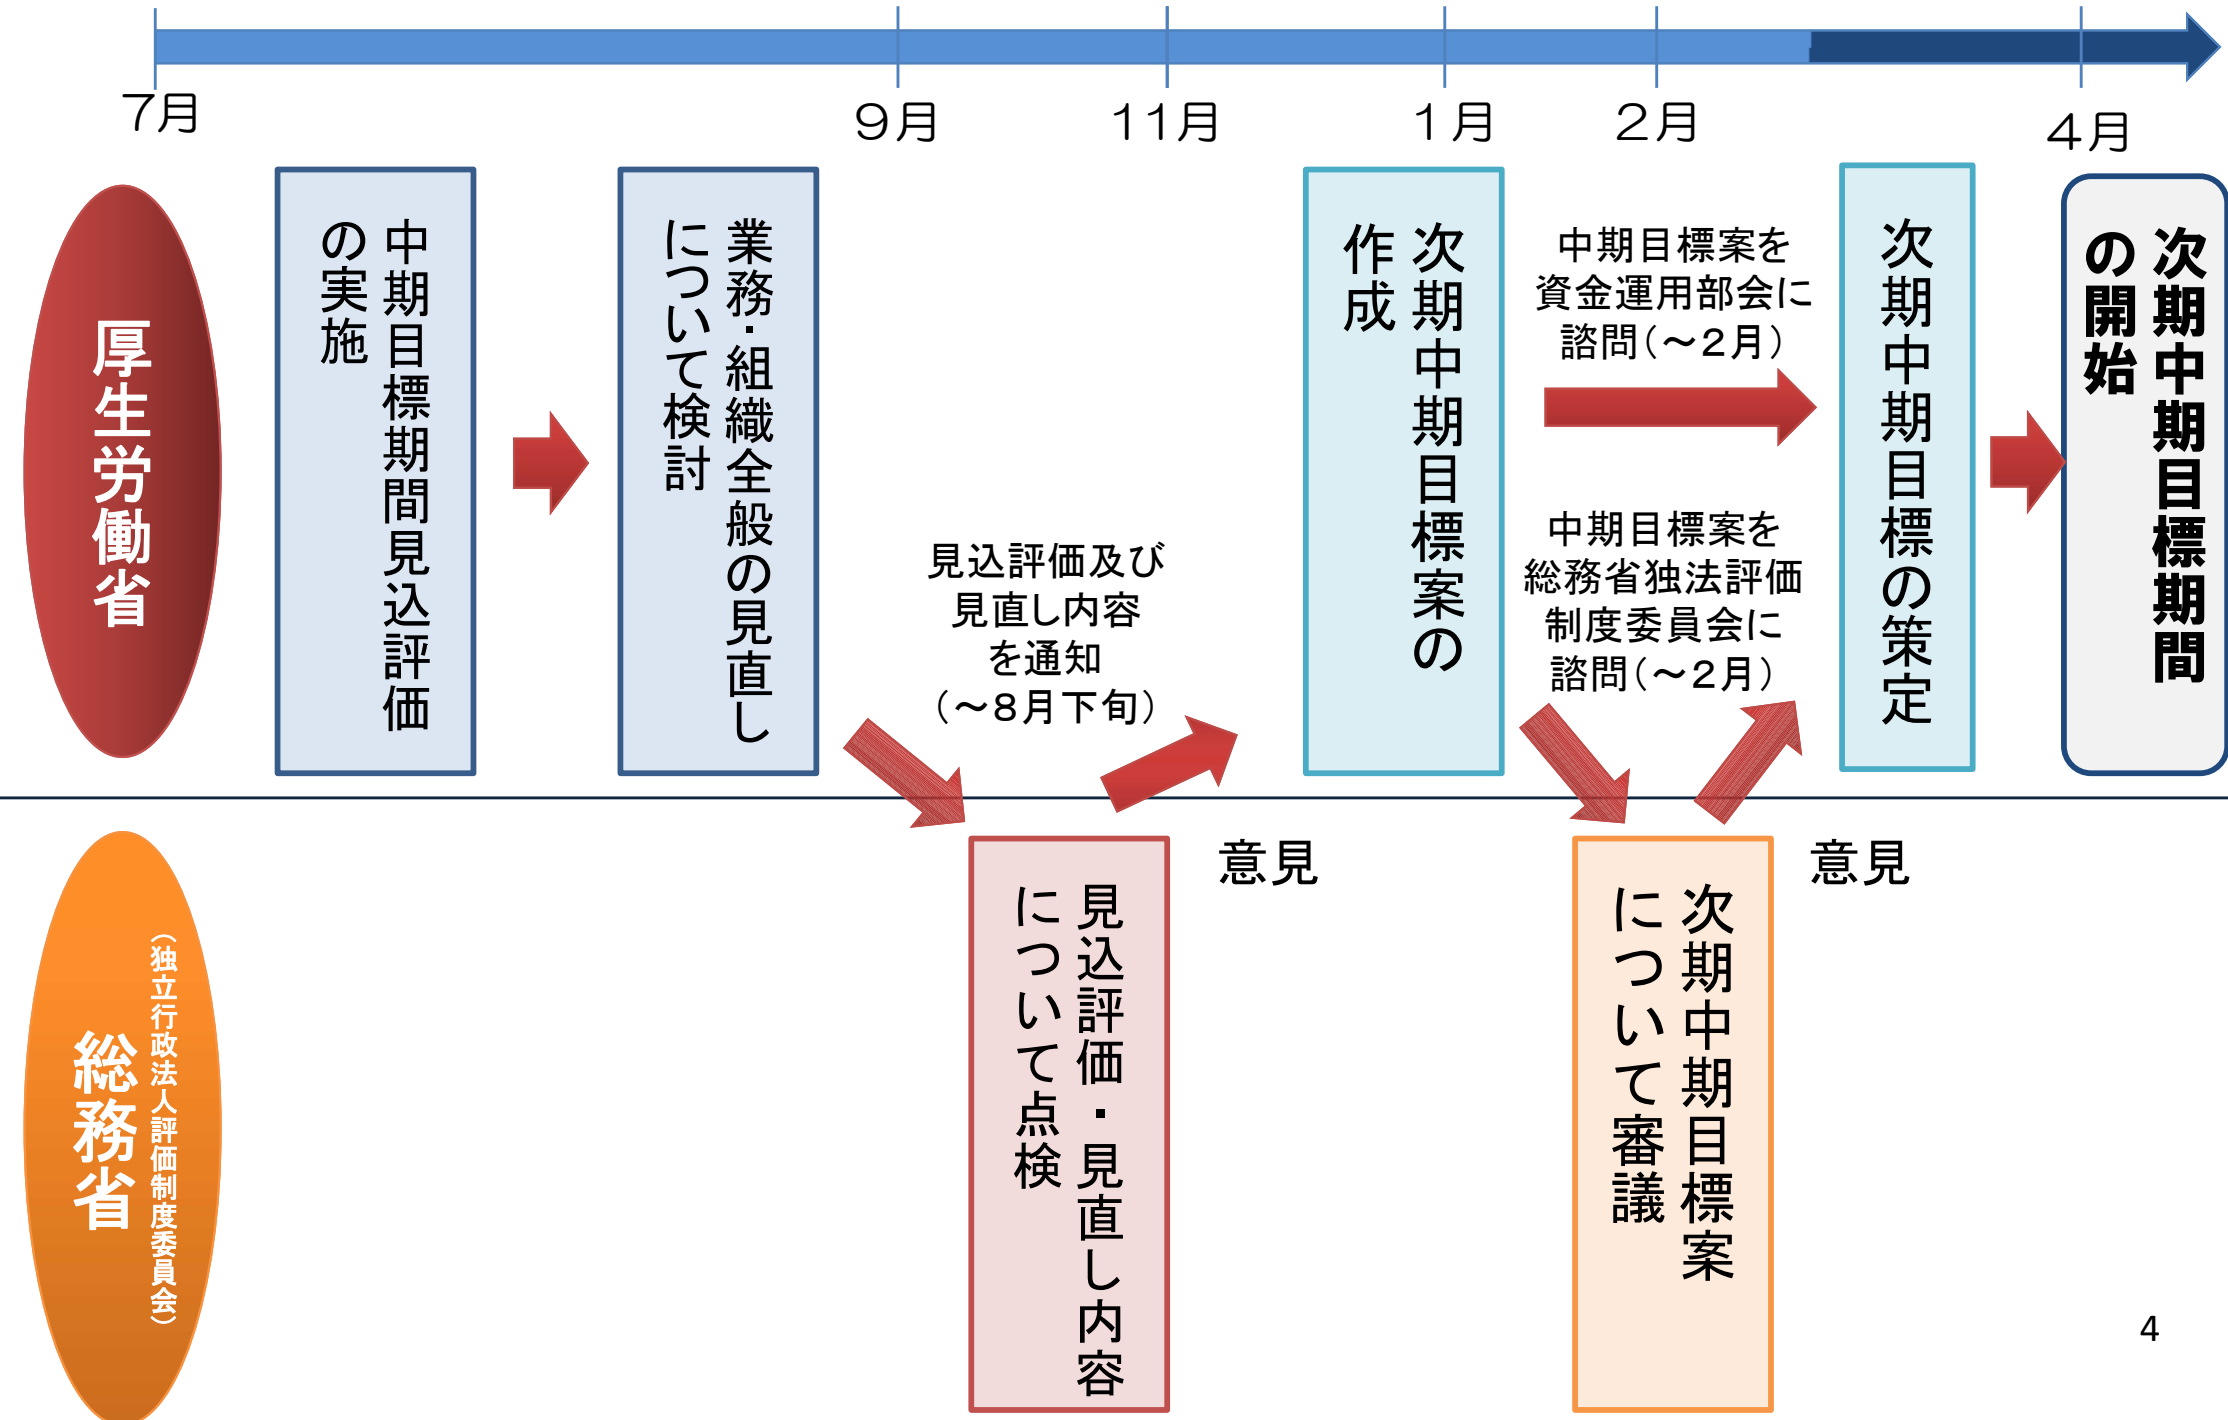 7月
9月
11月
1月
2月
4月
厚生労働省
中期目標期間見込評価
の実施
業務・組織全般の見直し
について検討
見込評価及び
見直し内容
を通知
（～8月下旬）
次期中期目標案の
作成
中期目標案を
資金運用部会に
諮問（～2月）
中期目標案を
総務省独法評価
制度委員会に
諮問（～2月）
次期中期目標の策定
次期中期目標期間
の開始
（独立行政法人評価制度委員会）
総務省
見込評価・見直し内容
について点検
意見
次期中期目標案
について審議
意見
4